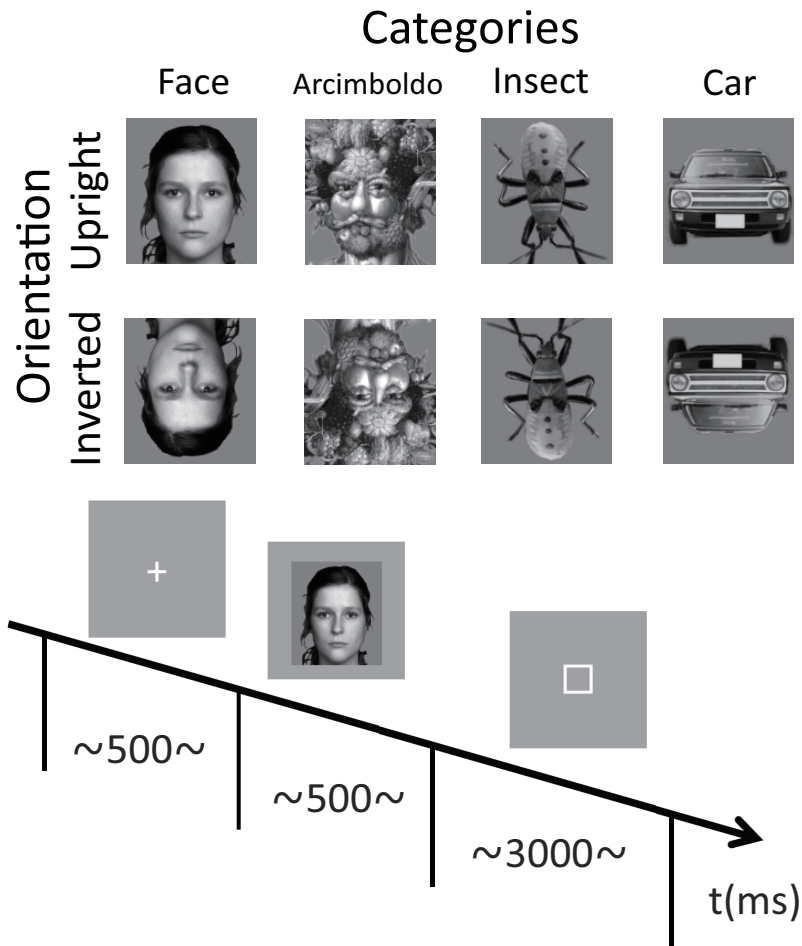 Categories
Face Arcimboldo Insect Car
Orientation
Upright
Inverted
+
~500~
~500~
~3000~
t(ms)